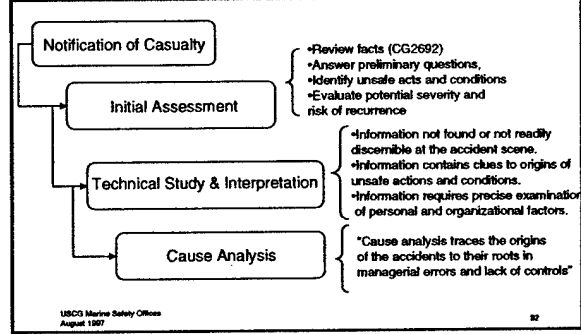 Notification of Casualty
•Review facts (CG2692)
•Answer preliminary questions,
•Identify unsafe acts and conditions
•Evaluate potential severity and
risk of recurrence
Initial Assessment
•Information not found or not readily
discernible at the accident scene.
•Information contains clues to origins of
unsafe actions and conditions.
•Information requires precise examination
of personal and organizational factors.
Technical Study & Interpretation
Cause Analysis
"Cause analysis traces the origins
of the accidents to their roots in
managerial errors and lack of controls"
USCG Marine Safety Offices
August 1997
32